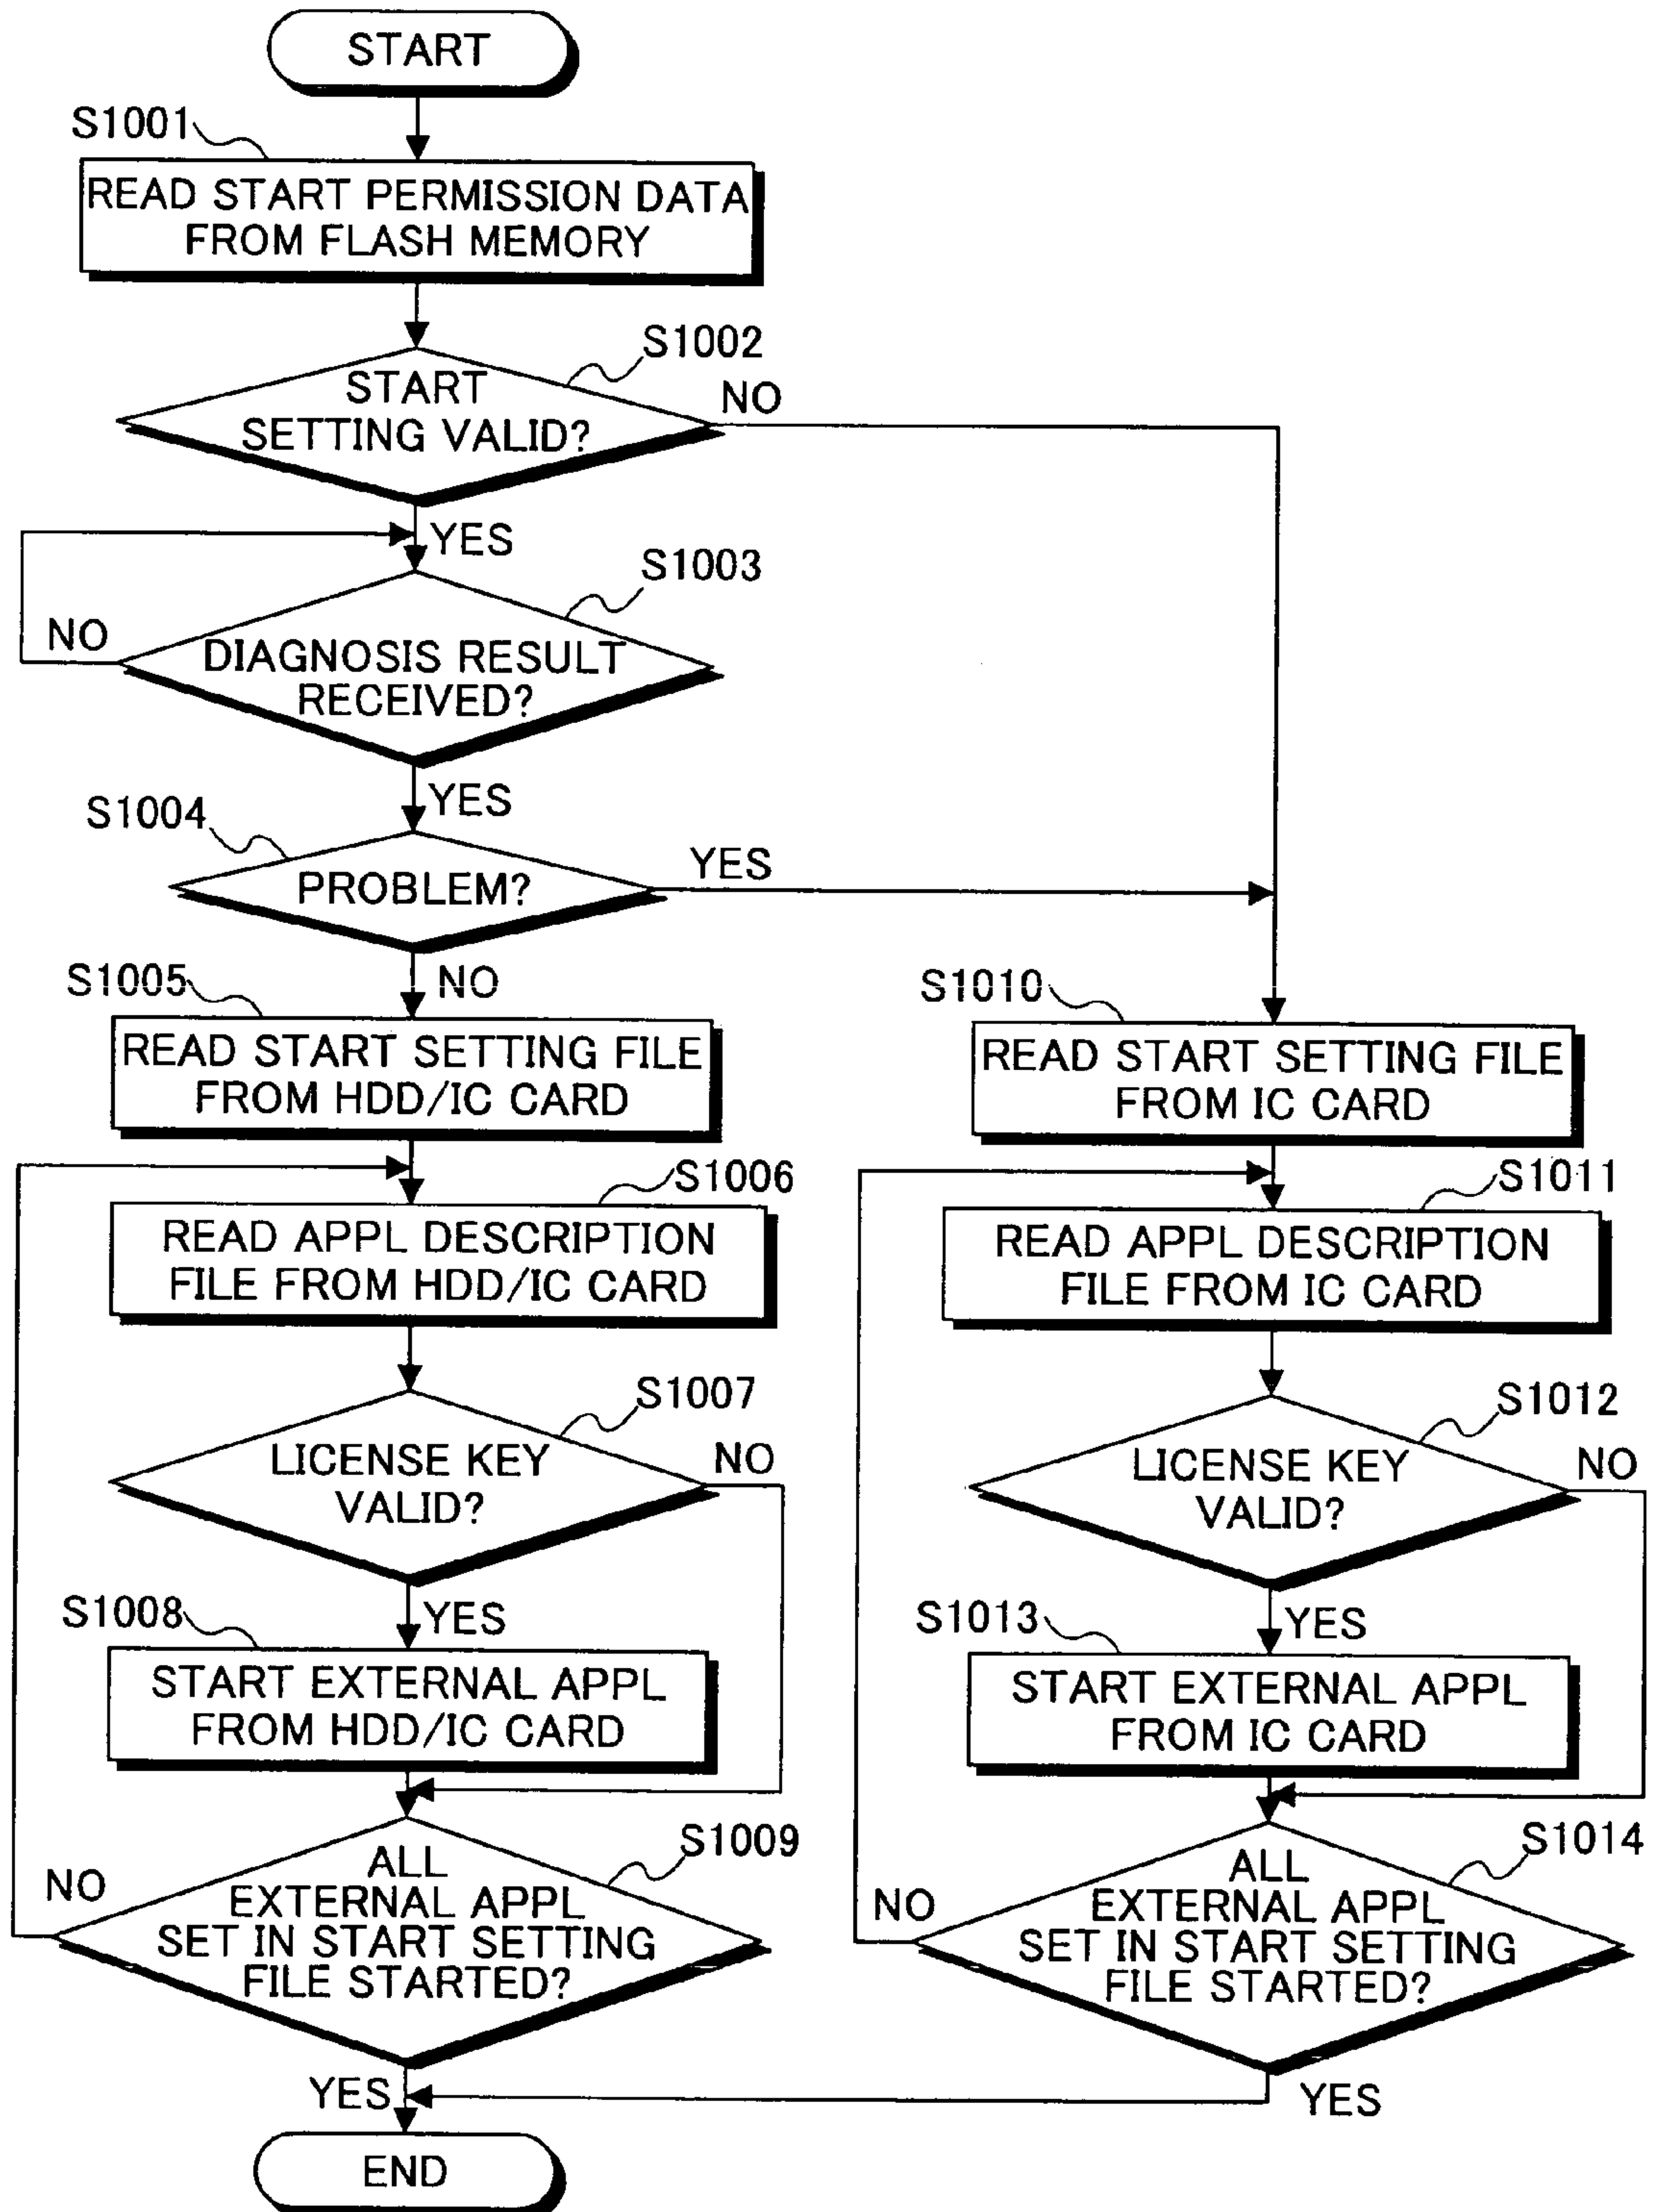 START
S1001
READ START PERMISSION DATA
FROM FLASH MEMORY
S1002
START
SETTING VALID?
NO
YES
S1003
NO
DIAGNOSIS RESULT
RECEIVED?
YES
S1004
PROBLEM?
YES
NO
S1005
READ START SETTING FILE
FROM HDD/IC CARD
S1006
READ APPL DESCRIPTION
FILE FROM HDD/IC CARD
S1007
LICENSE KEY
VALID?
NO
YES
S1008
START EXTERNAL APPL
FROM HDD/IC CARD
S1009
ALL
EXTERNAL APPL
SET IN START SETTING
FILE STARTED?
NO
YES
S1010
READ START SETTING FILE
FROM IC CARD
S1011
READ APPL DESCRIPTION
FILE FROM IC CARD
S1012
LICENSE KEY
VALID?
NO
YES
S1013
START EXTERNAL APPL
FROM IC CARD
S1014
ALL
EXTERNAL APPL
SET IN START SETTING
FILE STARTED?
NO
YES
END